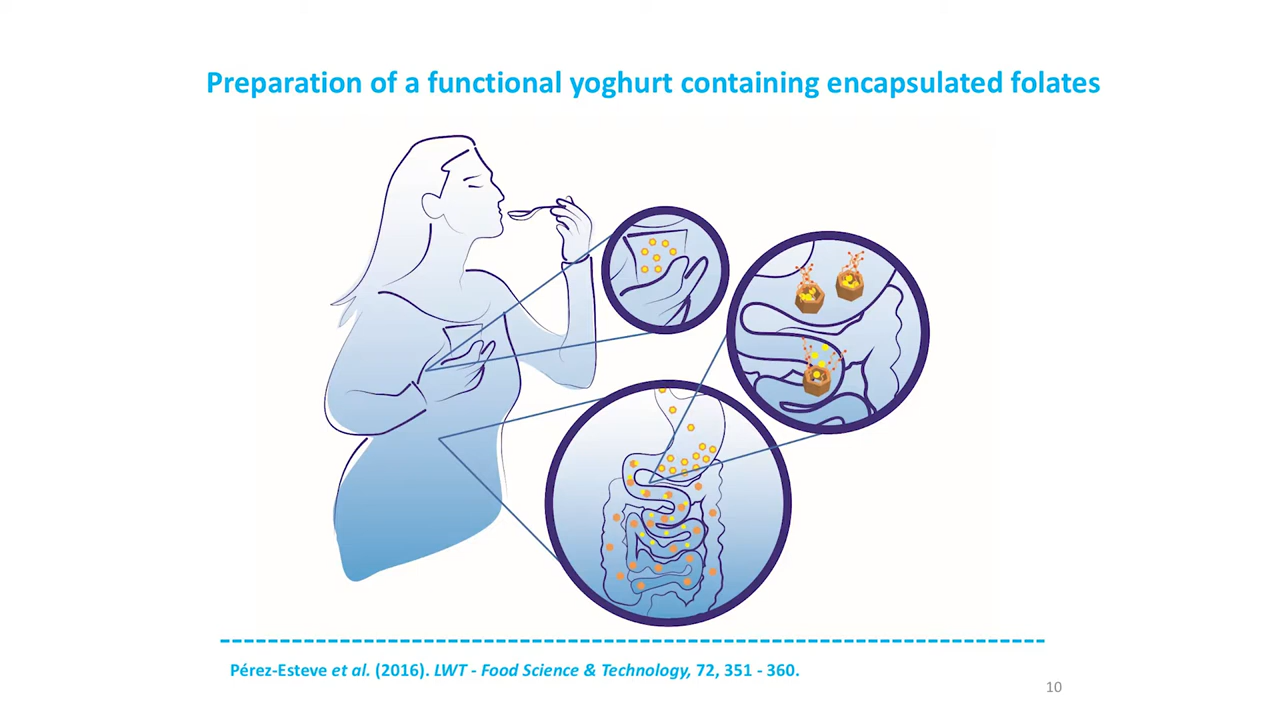 Preparation of a functional yoghurt containing encapsulated folates
Pérez-Esteve et al. (2016). LWT - Food Science & Technology, 72, 351 - 360.
10